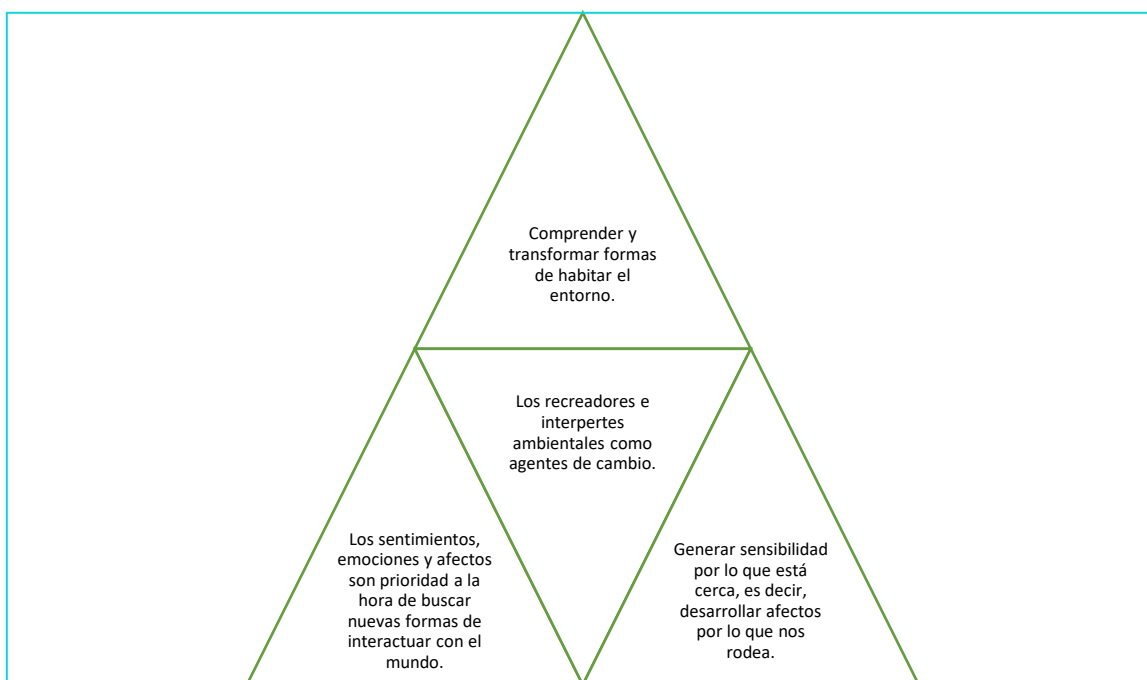 Comprender y
transformar formas
de habitar el
entorno.
Los recreadores e
interpertes
ambientales como
agentes de cambio.
Los sentimientos,
emociones y afectos
son prioridad a la
hora de buscar
nuevas formas de
interactuar con el
mundo.
Generar sensibilidad
por lo que está
cerca, es decir,
desarrollar afectos
por lo que nos
rodea.